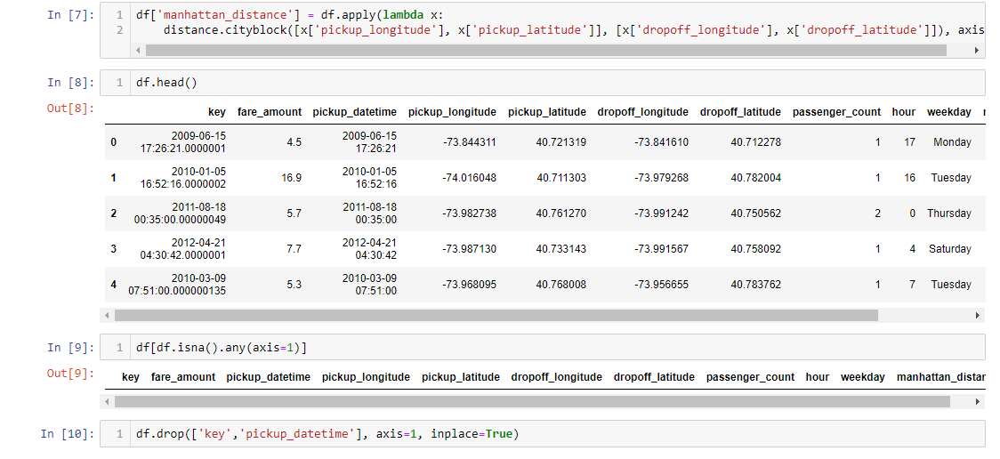 In [7]: 1 df['manhattan_distance'] = df.apply(lambda x:
2 distance.cityblock([x['pickup_longitude'], x['pickup_latitude']], [x['dropoff_longitude'], x['dropoff_latitude']]), axis
In [8]: 1 df.head()
Out[8]:
key fare_amount pickup_datetime pickup_longitude pickup_latitude dropoff_longitude dropoff_latitude passenger_count hour weekday
0 2009-06-15 17:26:21.0000001 4.5 2009-06-15 17:26:21 -73.844311 40.721319 -73.841610 40.712278 1 17 Monday
1 2010-01-05 16:52:16.0000002 16.9 2010-01-05 16:52:16 -74.016048 40.711303 -73.979268 40.782004 1 16 Tuesday
2 2011-08-18 00:35:00.00000049 5.7 2011-08-18 00:35:00 -73.982738 40.761270 -73.991242 40.750562 2 0 Thursday
3 2012-04-21 04:30:42.0000001 7.7 2012-04-21 04:30:42 -73.987130 40.733143 -73.991567 40.758092 1 4 Saturday
4 2010-03-09 07:51:00.000000135 5.3 2010-03-09 07:51:00 -73.968095 40.768008 -73.956655 40.783762 1 7 Tuesday
In [9]: 1 df[df.isna().any(axis=1)]
Out[9]:
key fare_amount pickup_datetime pickup_longitude pickup_latitude dropoff_longitude dropoff_latitude passenger_count hour weekday manhattan_distar
In [10]: 1 df.drop(['key','pickup_datetime'], axis=1, inplace=True)